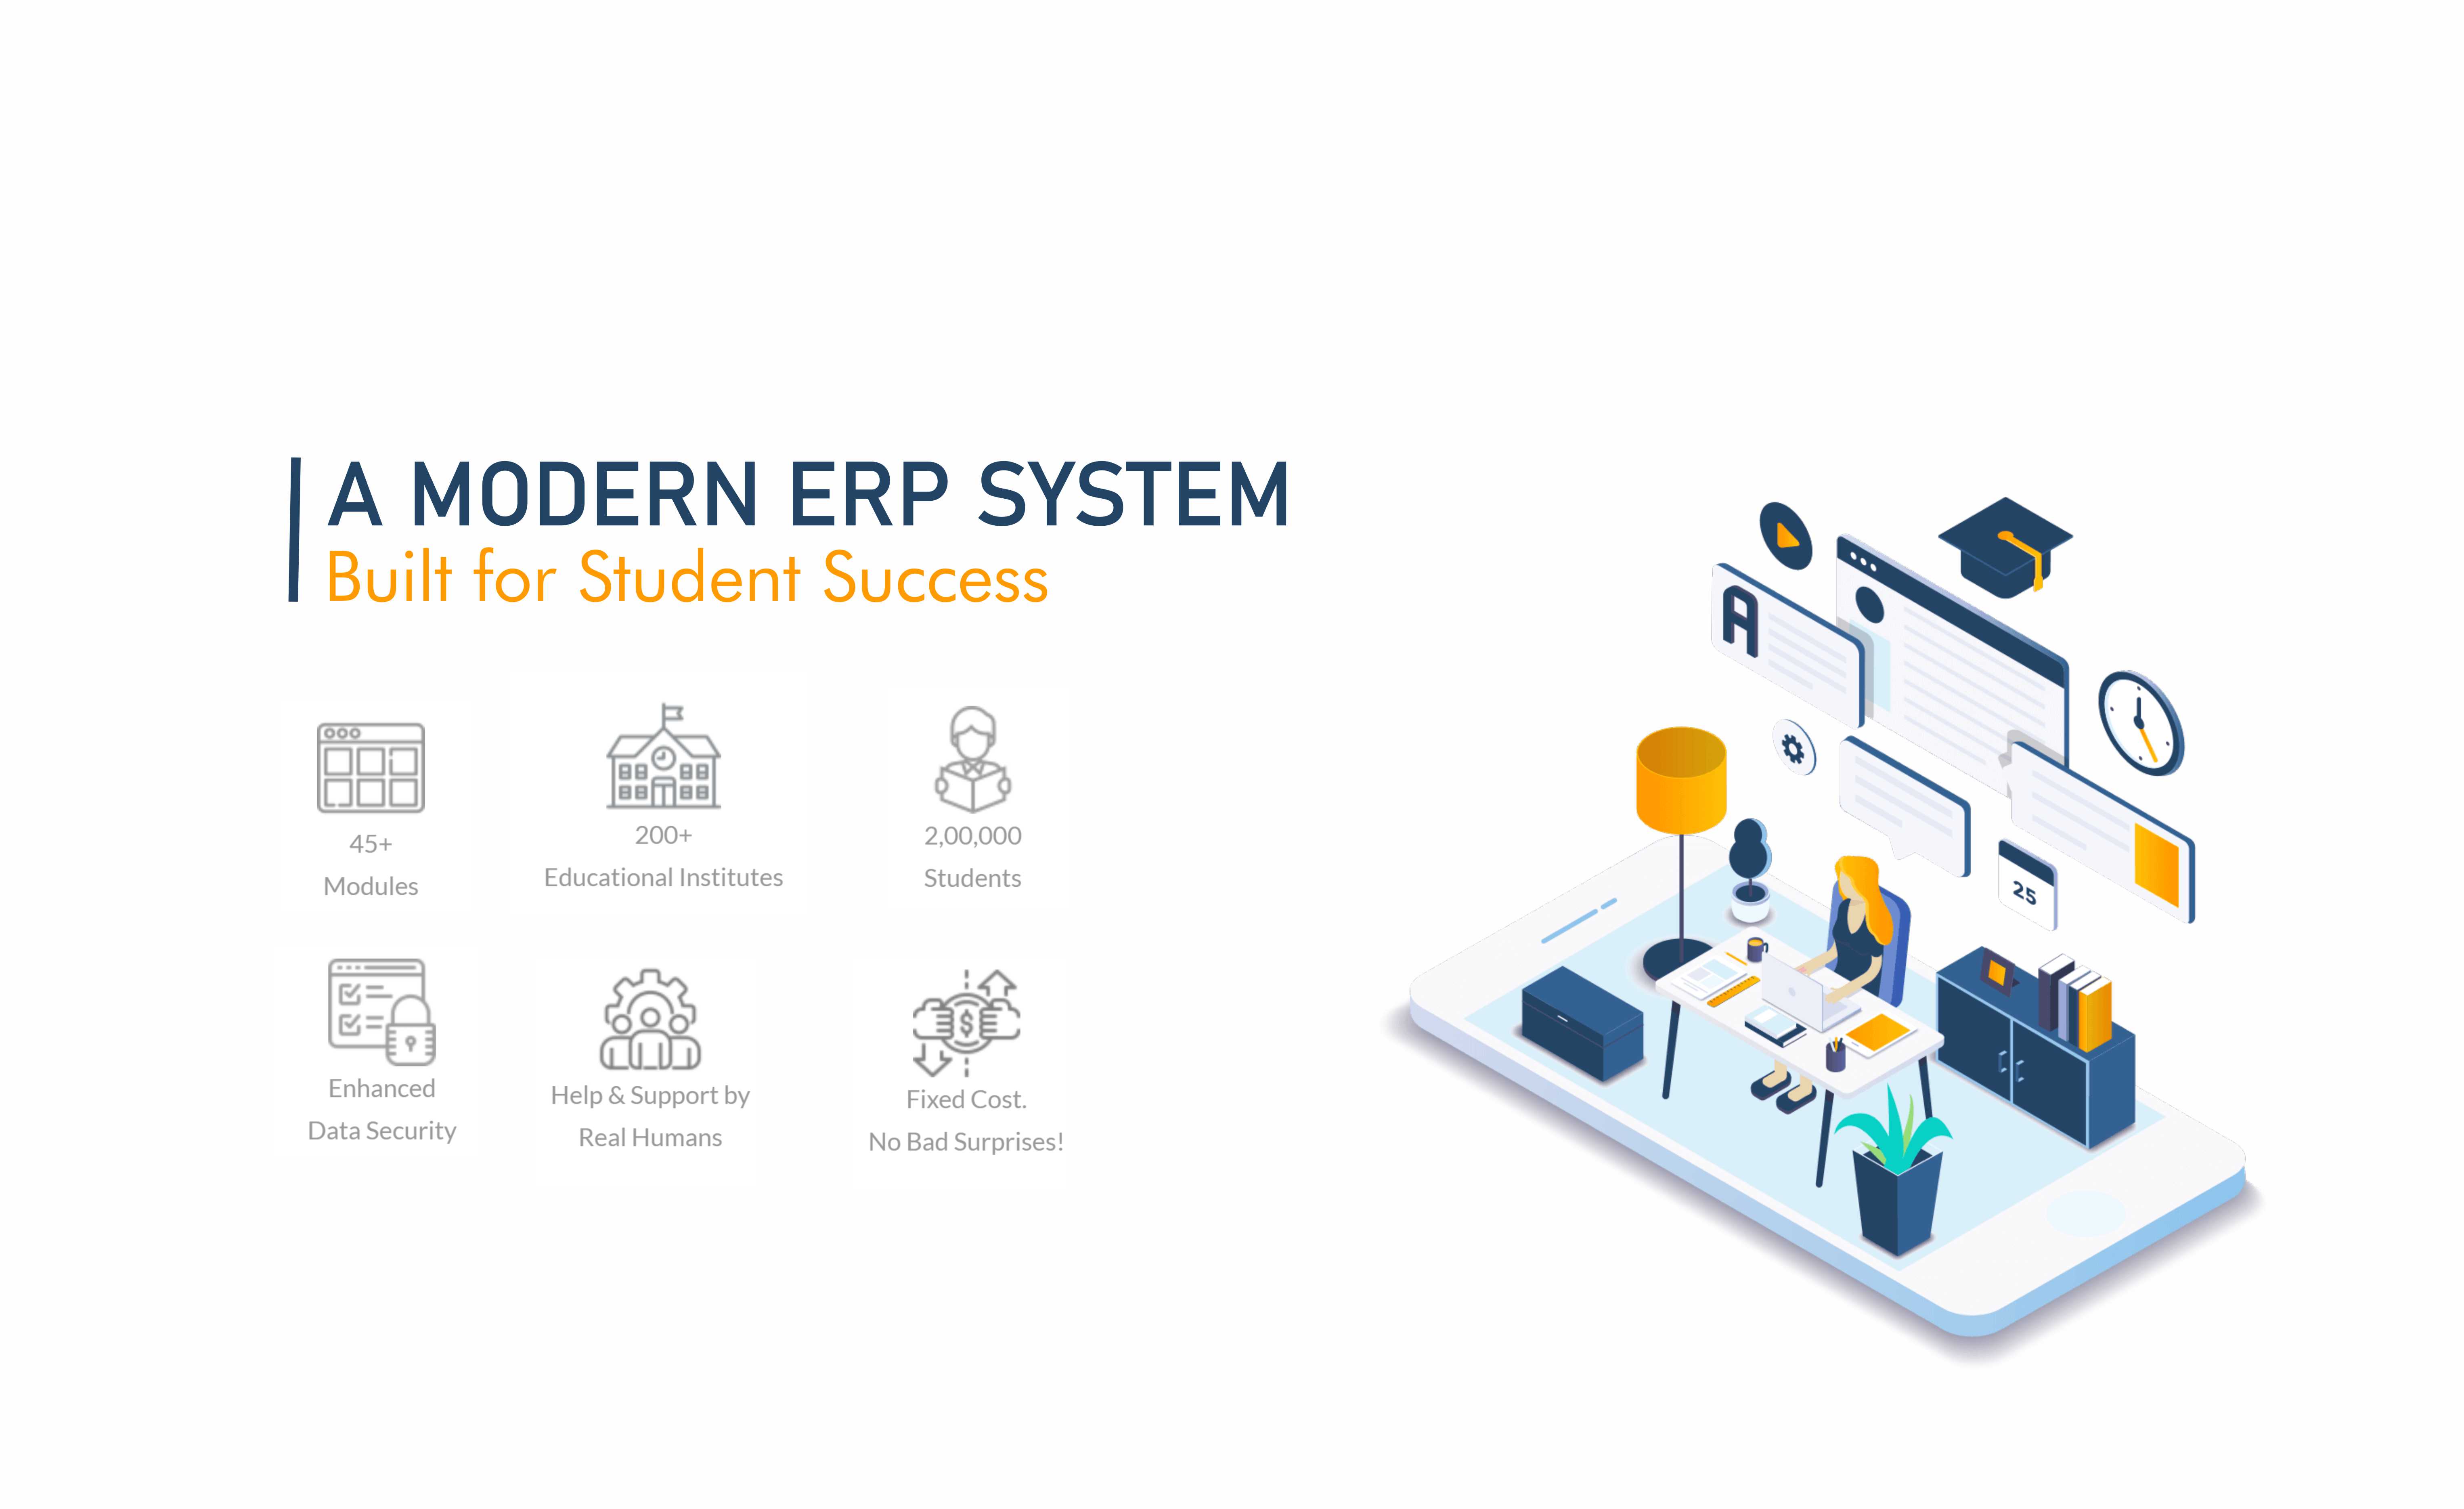 A MODERN ERP SYSTEM
Built for Student Success
45+
Modules
200+
Educational Institutes
2,00,000
Students
Enhanced
Data Security
Help & Support by
Real Humans
Fixed Cost.
No Bad Surprises!
A
25